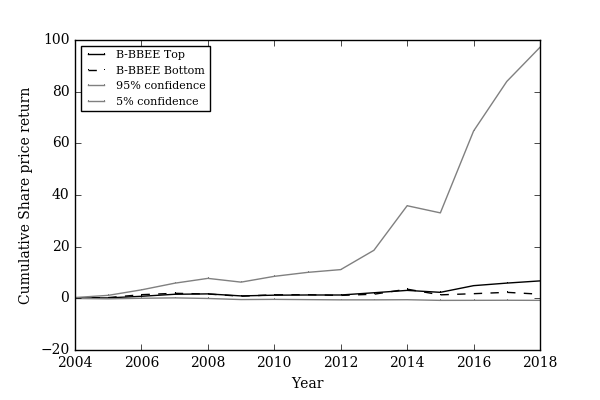 100
80
60
40
20
0
−20
Cumulative Share price return
B-BBEE Top
B-BBEE Bottom
95% confidence
5% confidence
2004 2006 2008 2010 2012 2014 2016 2018
Year